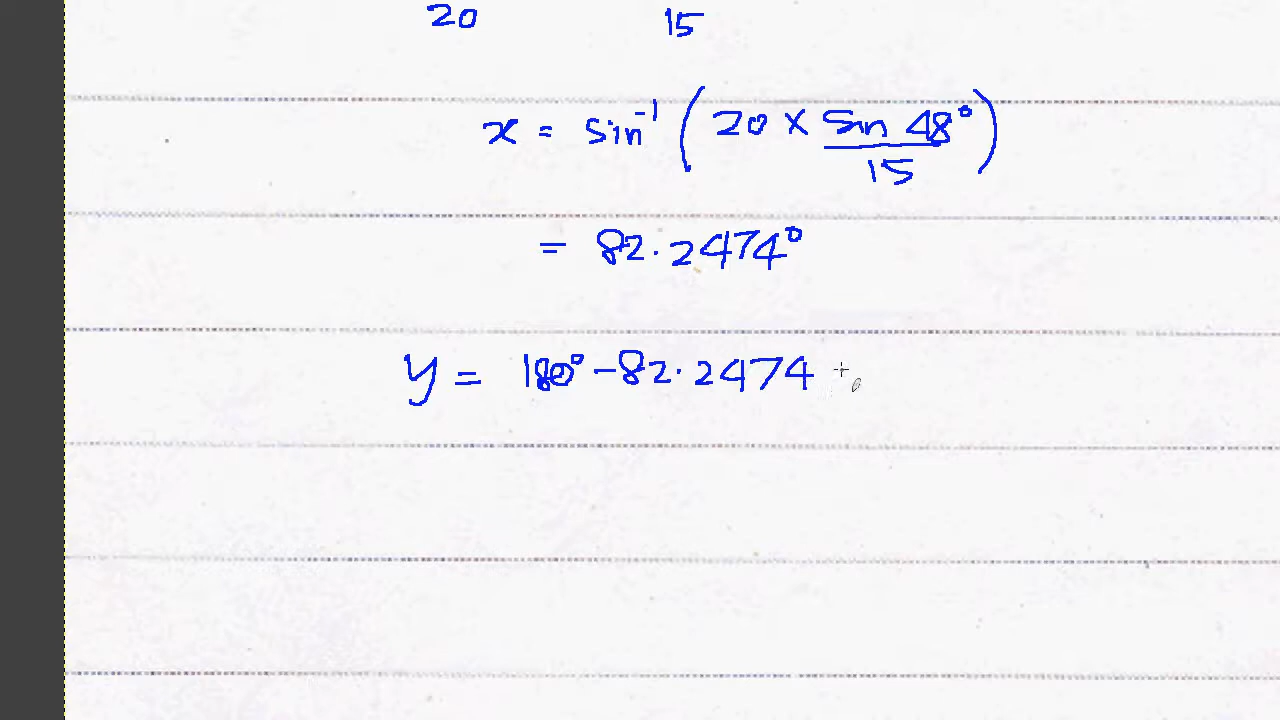 20 15
x = sin⁻¹ ( 20 × sin 48° / 15 )
= 82.2474°
y = 180° - 82.2474